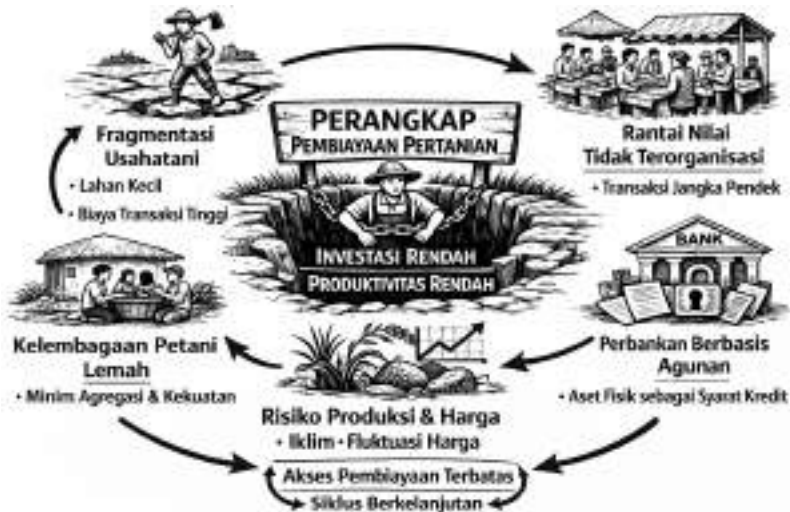 PERANGKAP
PEMBIAYAAN PERTANIAN
INVESTASI RENDAH
PRODUKTIVITAS RENDAH
Fragmentasi
Usahatani
• Lahan Kecil
• Biaya Transaksi Tinggi
Rantai Nilai
Tidak Terorganisasi
• Transaksi Jangka Pendek
BANK
Perbankan Berbasis
Agunan
• Aset Fisik sebagai Syarat Kredit
Risiko Produksi & Harga
• Iklim • Fluktuasi Harga
Kelembagaan Petani
Lemah
• Minim Agregasi & Kekuatan
Akses Pembiayaan Terbatas
Siklus Berkelanjutan